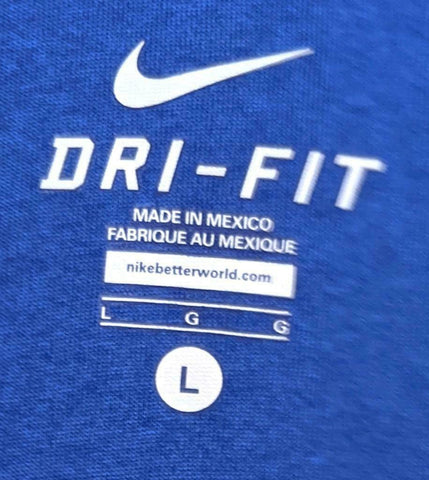 DRI-FIT
MADE IN MEXICO
FABRIQUE AU MEXIQUE
nikebetterworld.com
L G G
L